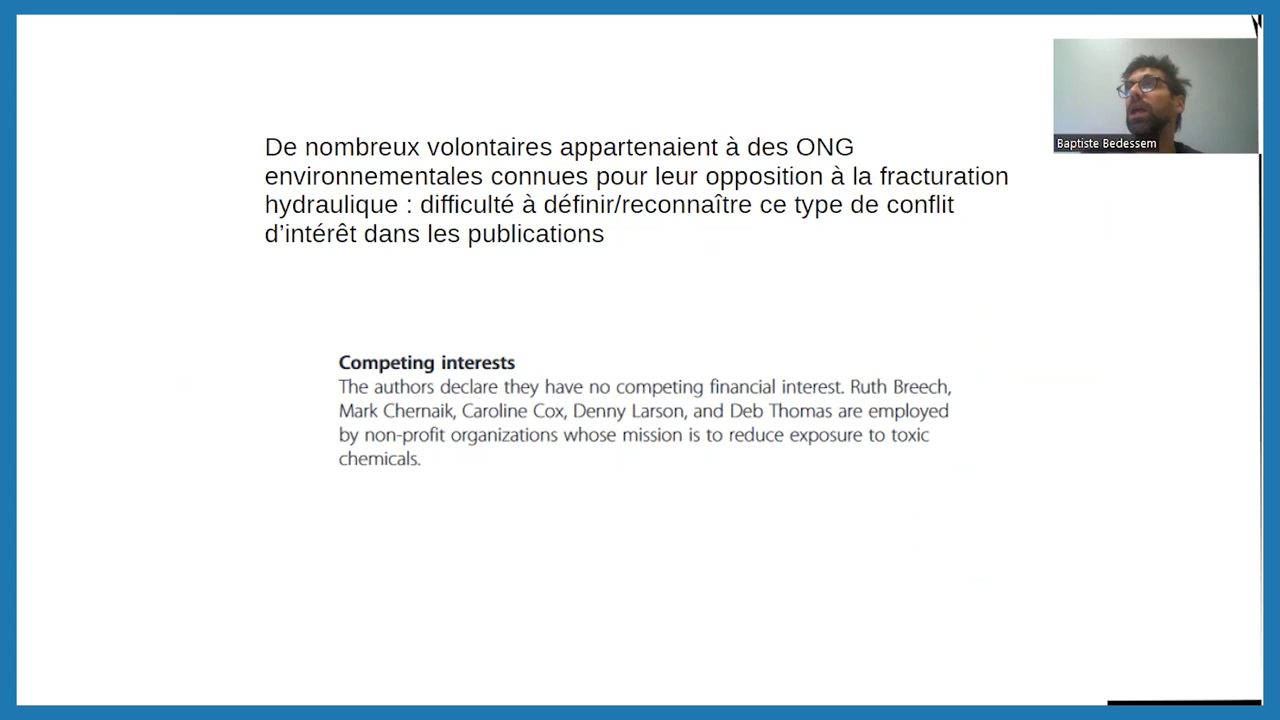 De nombreux volontaires appartenaient à des ONG
environnementales connues pour leur opposition à la fracturation
hydraulique : difficulté à définir/reconnaître ce type de conflit
d’intérêt dans les publications
Baptiste Bedessem
Competing interests
The authors declare they have no competing financial interest. Ruth Breech,
Mark Chernaik, Caroline Cox, Denny Larson, and Deb Thomas are employed
by non-profit organizations whose mission is to reduce exposure to toxic
chemicals.